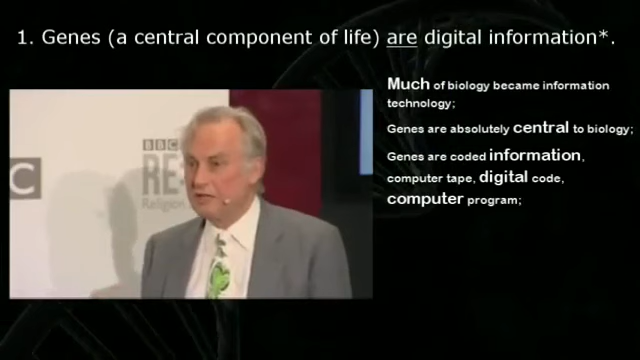 1. Genes (a central component of life) are digital information*.
Much of biology became information
technology;
Genes are absolutely central to biology;
Genes are coded information,
computer tape, digital code,
computer program;
C
BBC
RE:
Religion